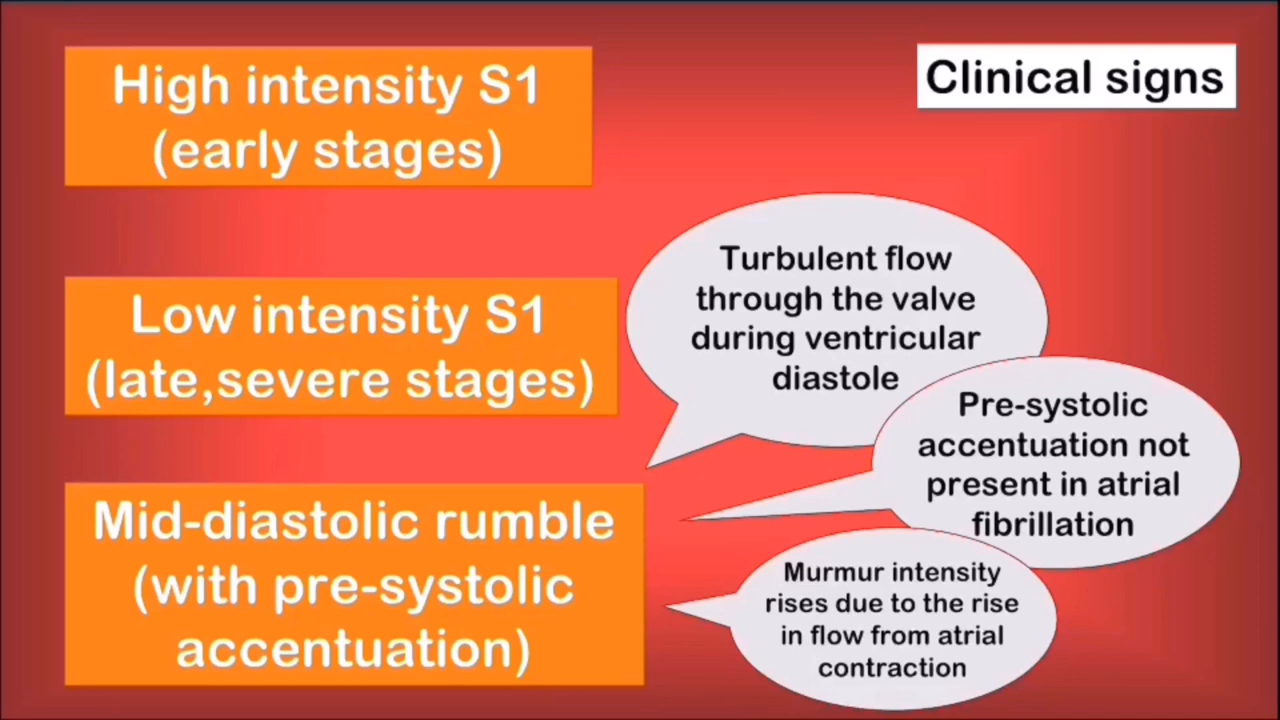 Clinical signs
High intensity S1
(early stages)
Low intensity S1
(late,severe stages)
Mid-diastolic rumble
(with pre-systolic
accentuation)
Turbulent flow
through the valve
during ventricular
diastole
Pre-systolic
accentuation not
present in atrial
fibrillation
Murmur intensity
rises due to the rise
in flow from atrial
contraction